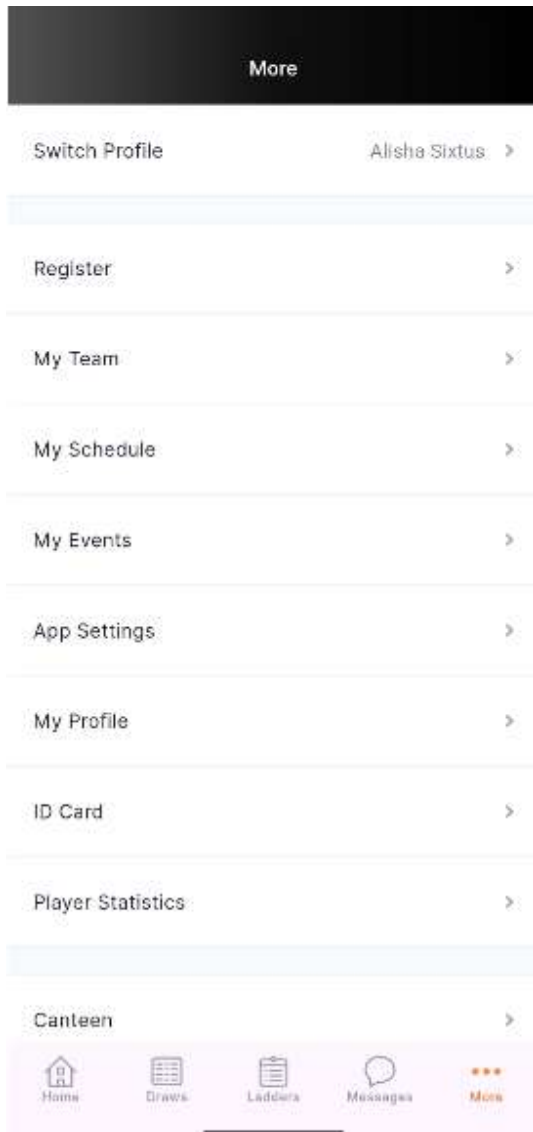 More
Switch Profile Alisha Sixtus
Register
My Team
My Schedule
My Events
App Settings
My Profile
ID Card
Player Statistics
Canteen
Home Draws Ladders Messages More